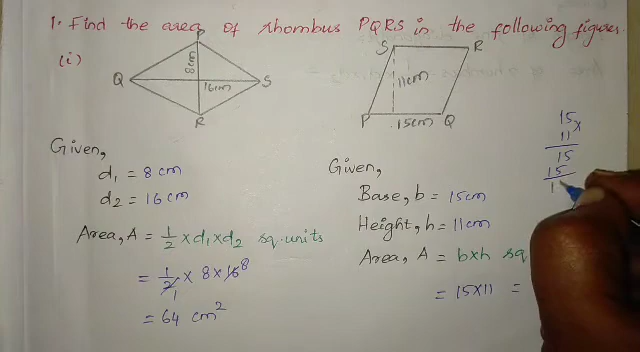 1. Find the area of rhombus PQRS in the following figures.
(i)
P
8cm
Q
16cm
S
R
Given,
d₁ = 8 cm
d₂ = 16 cm
Area, A = 1/2 x d₁ x d₂ sq.units
= 1/2 x 8 x 16 8
1
= 64 cm²
S R
11cm
P 15cm Q
Given,
Base, b = 15cm
Height, h = 11cm
Area, A = bxh sq
= 15x11 =
15
11 x
15
15
1